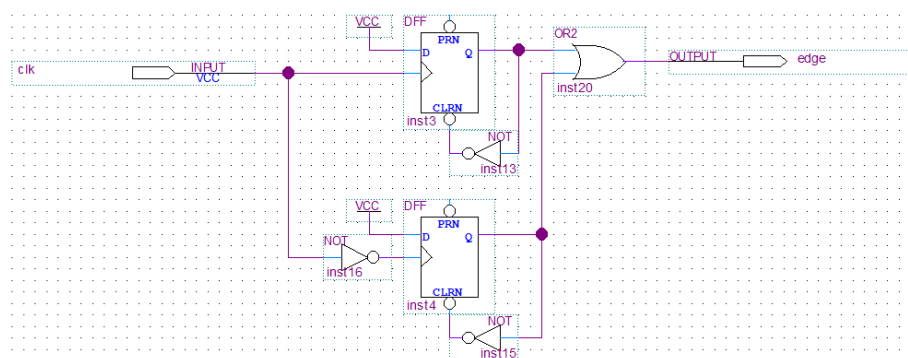 VCC
DFF
PRN
D
Q
CLRN
inst3
clk
INPUT
VCC
OR2
inst20
OUTPUT
edge
NOT
inst13
VCC
DFF
PRN
D
Q
CLRN
inst4
NOT
inst16
NOT
inst15